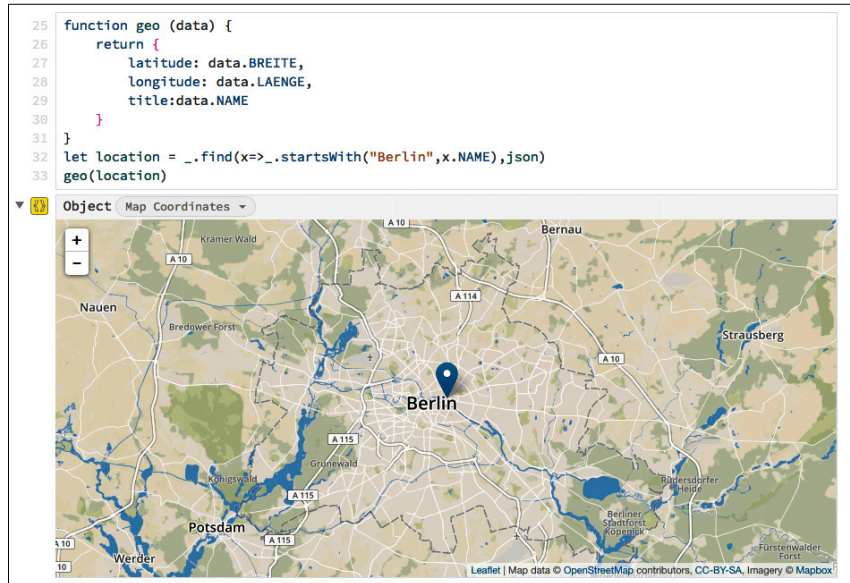 25 function geo (data) {
26     return {
27         latitude: data.BREITE,
28         longitude: data.LAENGE,
29         title:data.NAME
30     }
31 }
32 let location = _.find(x=>_.startsWith("Berlin",x.NAME),json)
33 geo(location)
{} Object Map Coordinates
A 10
Bernau
+
Krämer Wald
−
A 10
A 114
Nauen
Bredower Forst
Strausberg
A 10
Berlin
A 115
Grunewald
Königswald
Rüdersdorfer
Heide
A 115
Berliner
Stadtforst
Köpenick
Potsdam
A 115
A 10
Fürstenwalder
Forst
Werder
10
Leaflet | Map data © OpenStreetMap contributors, CC-BY-SA, Imagery © Mapbox